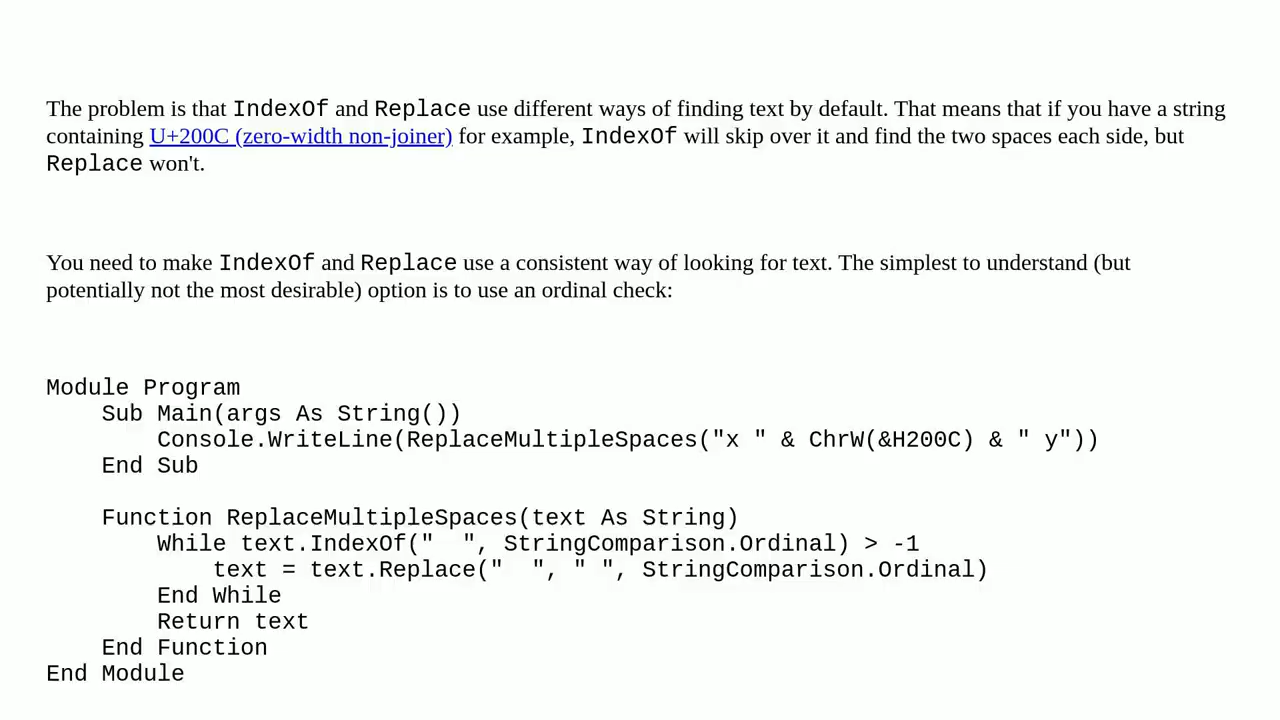 The problem is that IndexOf and Replace use different ways of finding text by default. That means that if you have a string
containing U+200C (zero-width non-joiner) for example, IndexOf will skip over it and find the two spaces each side, but
Replace won't.
You need to make IndexOf and Replace use a consistent way of looking for text. The simplest to understand (but
potentially not the most desirable) option is to use an ordinal check:
Module Program
    Sub Main(args As String())
        Console.WriteLine(ReplaceMultipleSpaces("x " & ChrW(&H200C) & " y"))
    End Sub
    Function ReplaceMultipleSpaces(text As String)
        While text.IndexOf("  ", StringComparison.Ordinal) > -1
            text = text.Replace("  ", " ", StringComparison.Ordinal)
        End While
        Return text
    End Function
End Module